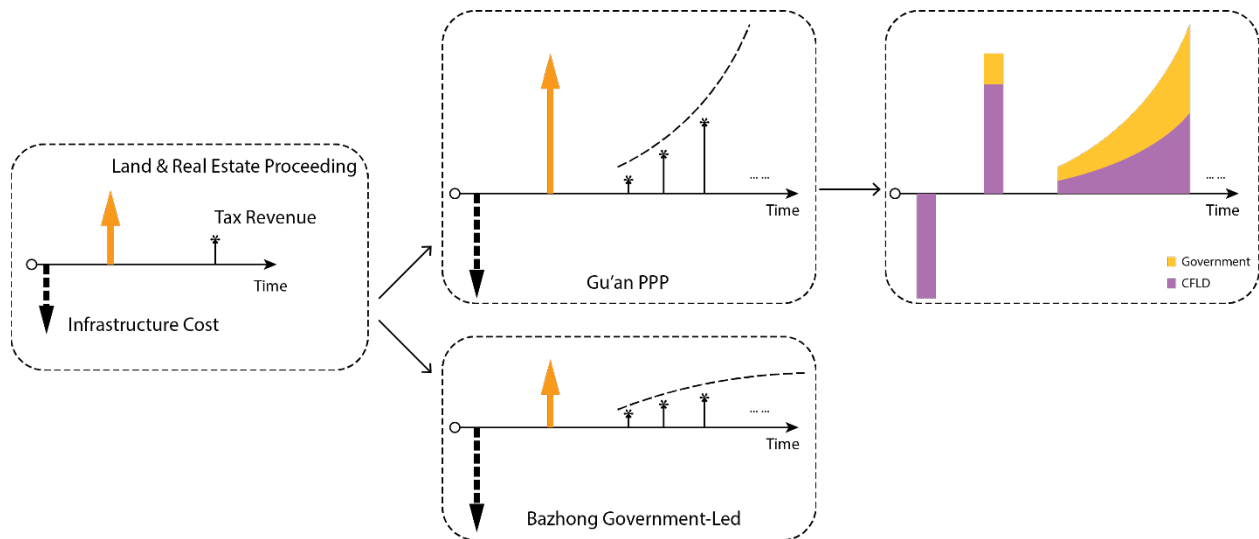 Land & Real Estate Proceeding
Tax Revenue
Time
Infrastructure Cost
... ...
Time
Gu'an PPP
... ...
Time
Bazhong Government-Led
... ...
Time
Government
CFLD